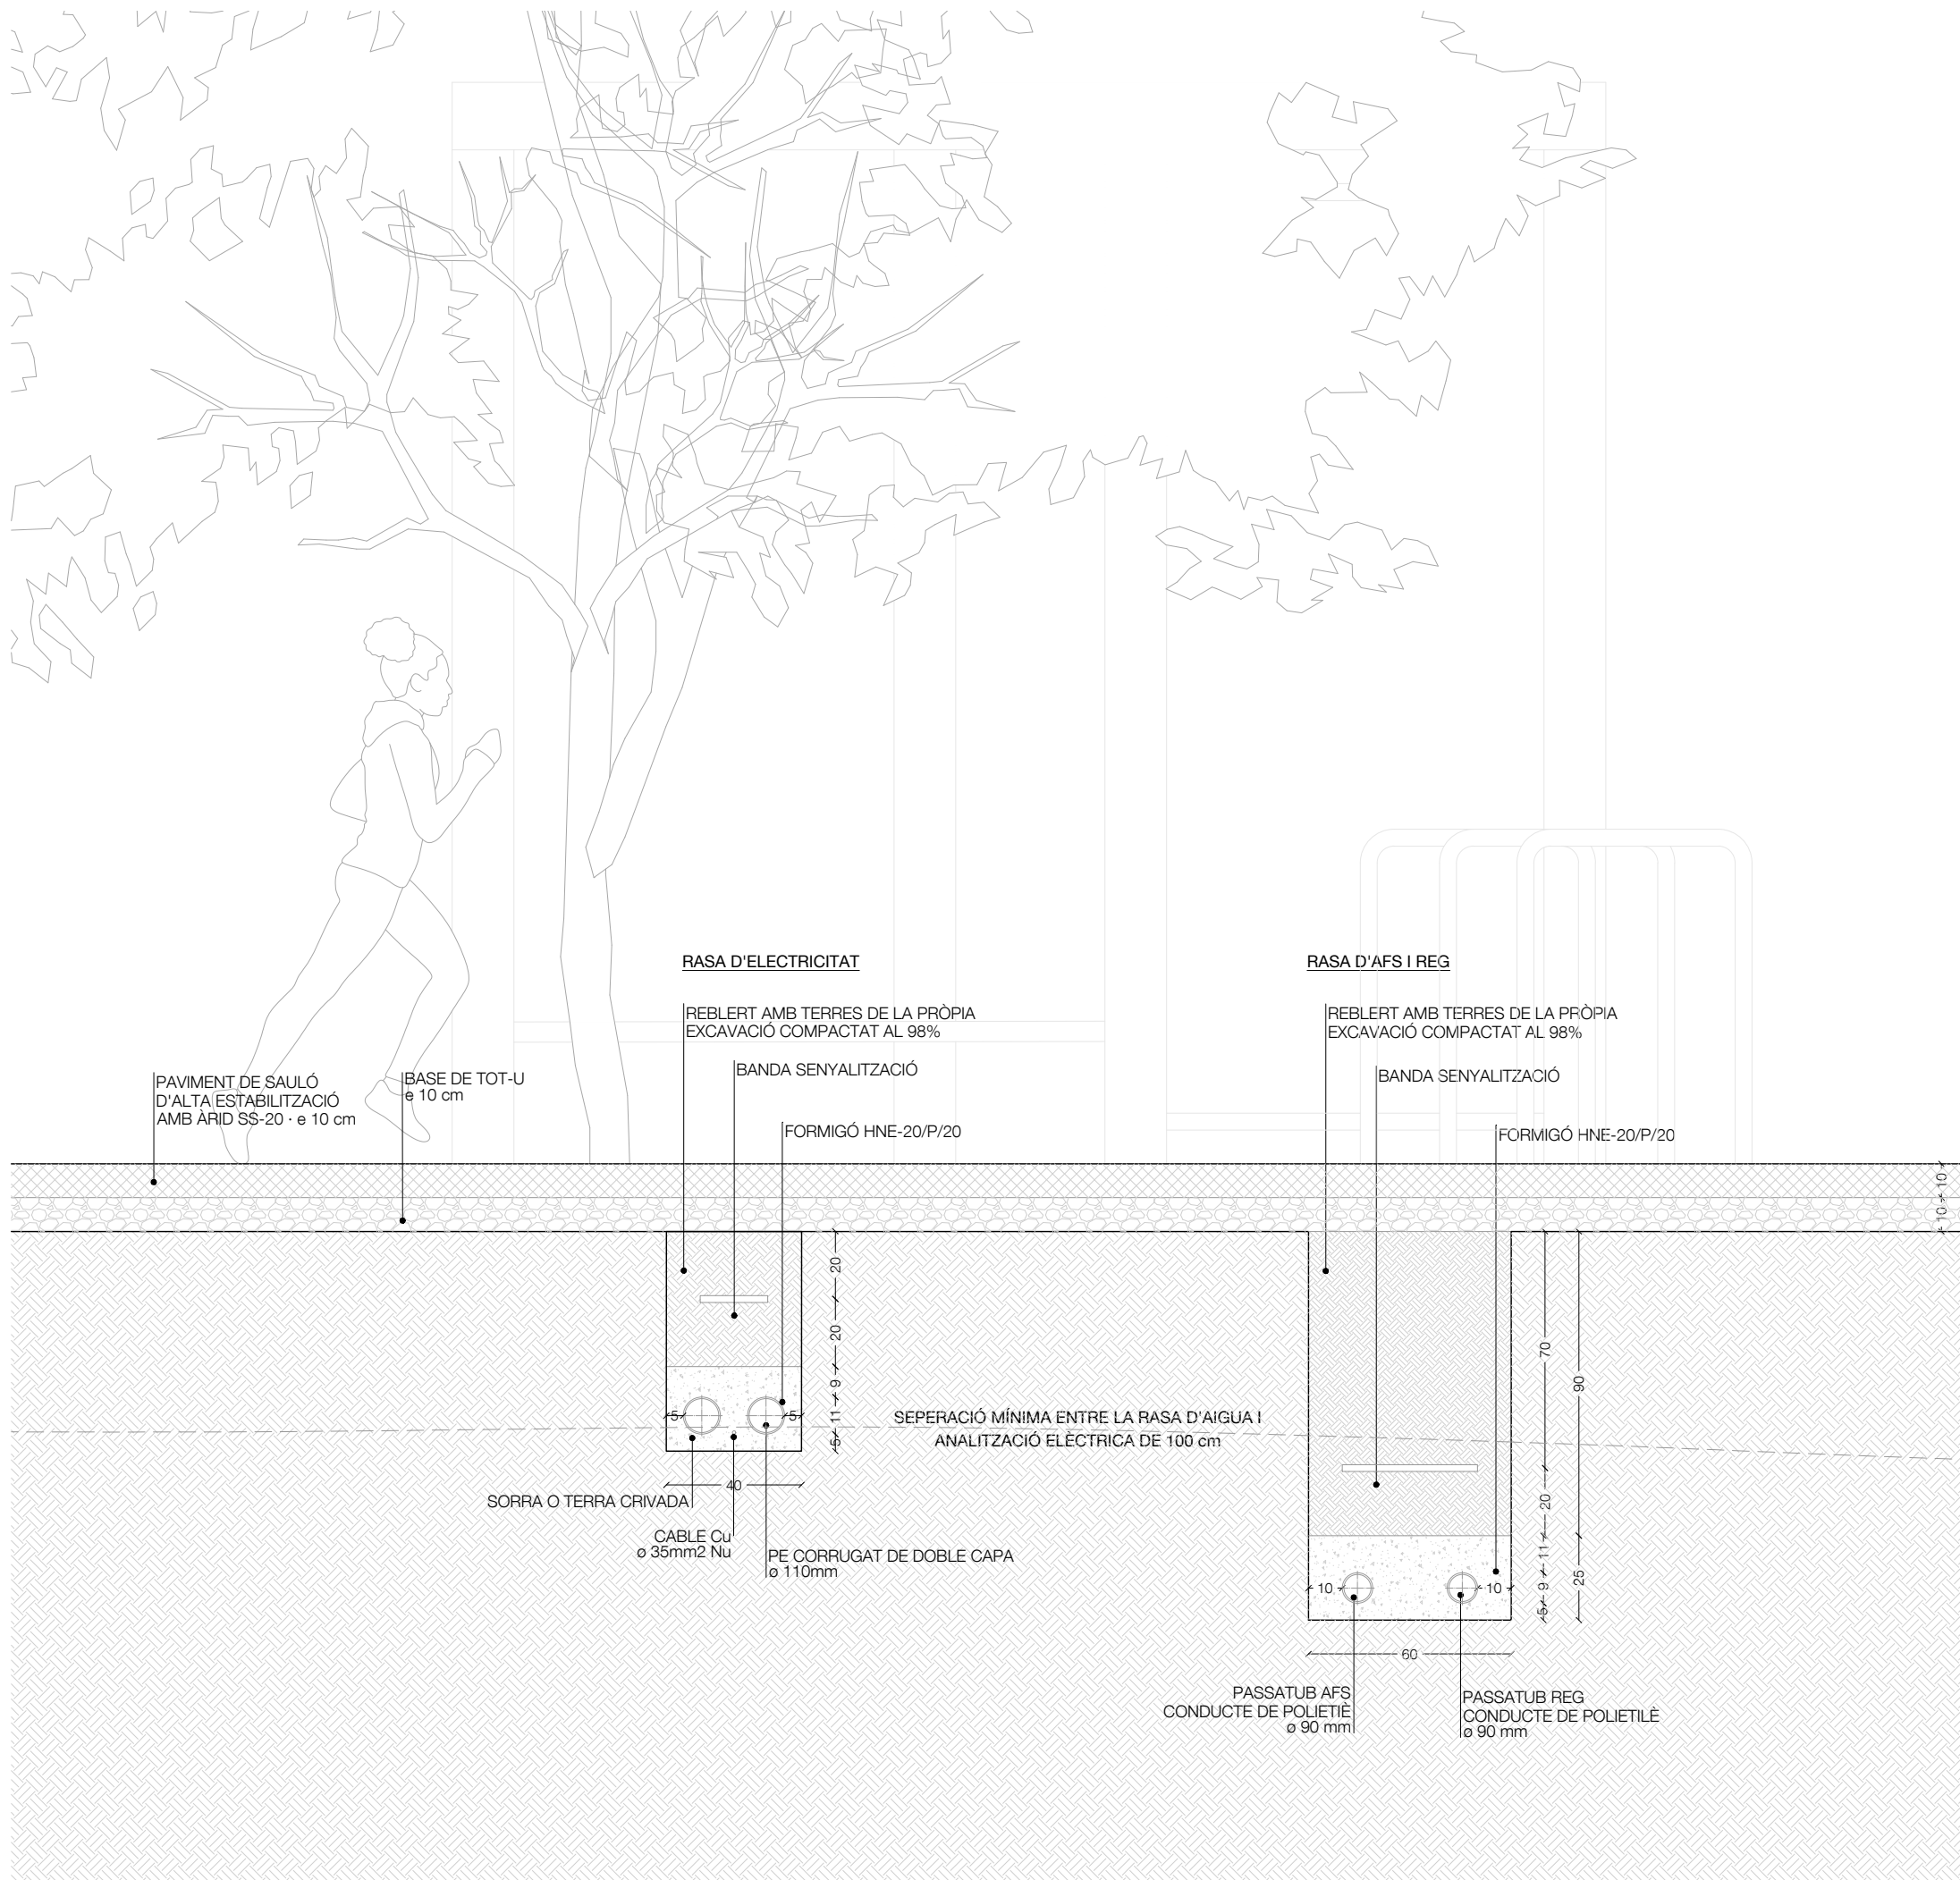 RASA D'ELECTRICITAT
REBLERT AMB TERRES DE LA PRÒPIA
EXCAVACIÓ COMPACTAT AL 98%
BANDA SENYALITZACIÓ
FORMIGÓ HNE-20/P/20
RASA D'AFS I REG
REBLERT AMB TERRES DE LA PRÒPIA
EXCAVACIÓ COMPACTAT AL 98%
BANDA SENYALITZACIÓ
FORMIGÓ HNE-20/P/20
PAVIMENT DE SAULÓ
D'ALTA ESTABILITZACIÓ
AMB ÀRID SS-20 · e 10 cm
BASE DE TOT-U
e 10 cm
10
10
20
20
9
11
5
5
5
40
SEPERACIÓ MÍNIMA ENTRE LA RASA D'AIGUA I
ANALITZACIÓ ELÈCTRICA DE 100 cm
SORRA O TERRA CRIVADA
CABLE Cu
ø 35mm2 Nu
PE CORRUGAT DE DOBLE CAPA
ø 110mm
70
90
20
11
9
5
25
10
10
60
PASSATUB AFS
CONDUCTE DE POLIETIÈ
ø 90 mm
PASSATUB REG
CONDUCTE DE POLIETILÈ
ø 90 mm